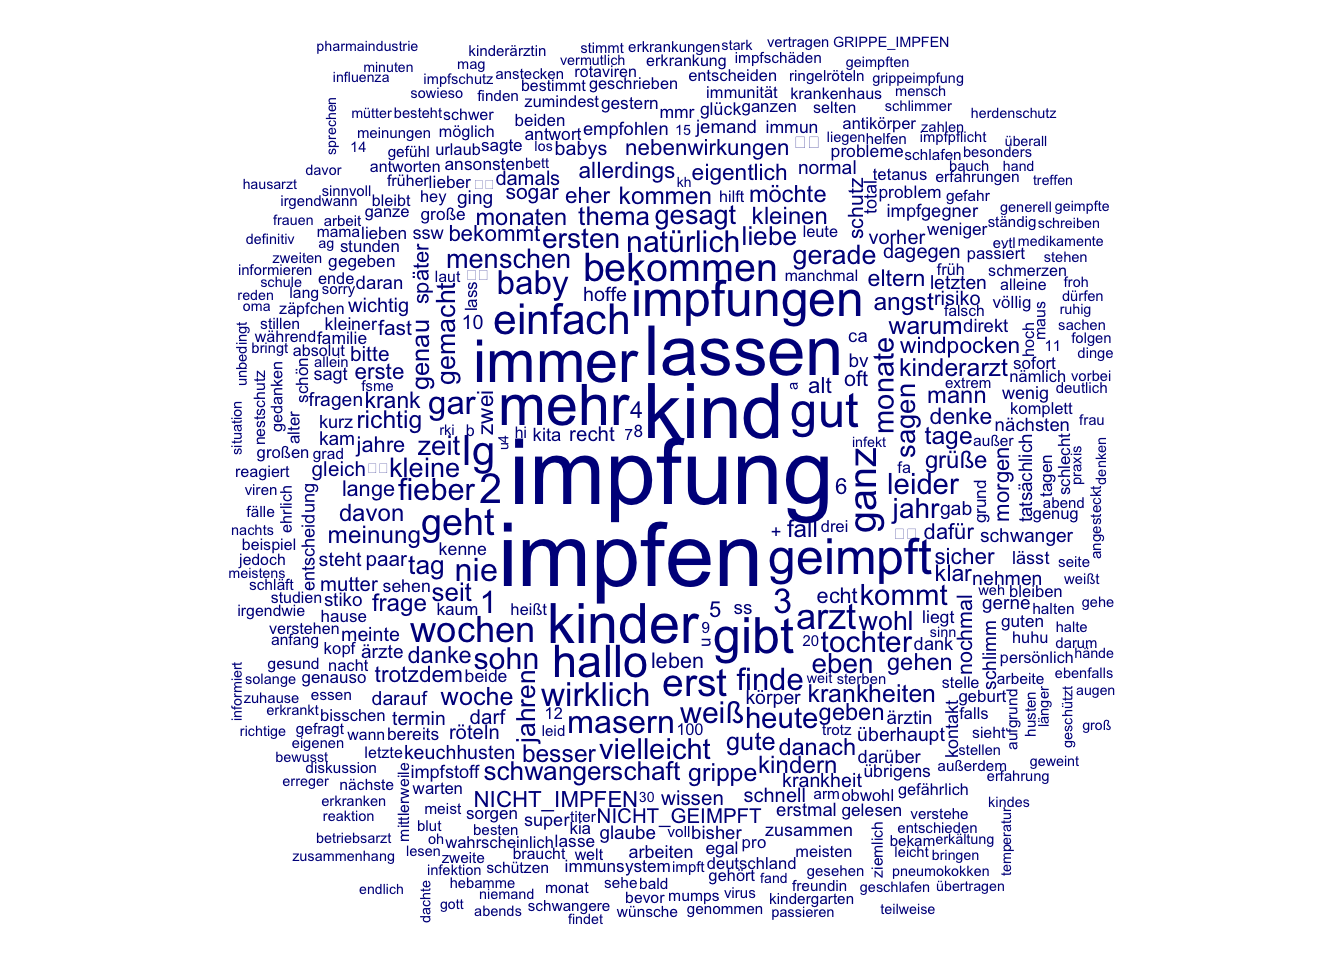 pharmaindustrie kinderärztin stimmt erkrankungen stark vertragen GRIPPE_IMPFEN
minuten mag vermutlich erkrankung impfschäden geimpften
influenza impfschutz anstecken rotaviren entscheiden ringelröteln grippeimpfung
sowieso finden bestimmt geschrieben immunität krankenhaus mensch
sprechen mütter besteht schwer zumindest gestern mmr glück ganzen selten schlimmer herdenschutz
meinungen möglich beiden antwort empfohlen 15 jemand immun antikörper zahlen impfpflicht überall
14 gefühl urlaub sagte los babys nebenwirkungen liegen helfen probleme schlafen besonders
davor antworten ansonsten bett damals allerdings kh eigentlich normal tetanus bauch hand treffen
hausarzt sinnvoll früher lieber ging sogar eher kommen hilft möchte schutz total problem gefahr erfahrungen
irgendwann bleibt hey große monaten thema gesagt kleinen impfgegner generell geimpfte
frauen arbeit ganze mama lieben ssw bekommt ersten natürlich liebe leute vorher weniger ständig schreiben
definitiv ag stunden später menschen bekommen gerade dagegen passiert evtl medikamente
zweiten gegeben laut lass baby hoffe manchmal eltern früh schmerzen stehen
informieren ende daran gemacht impfungen letzten alleine froh
schule sorry genau einfach angst risiko völlig dürfen
reden lang wichtig 10 falsch maus ruhig
oma zäpfchen kleiner fast warum direkt hoch sachen
stillen während familie immer lassen ca windpocken folgen
unbedingt bringt absolut bitte bv monate 11 dinge
allein sagt erste kinderarzt sofort nämlich vorbei
schön fsme mehr kind a alt oft extrem deutlich
nestschutz gedanken fragen krank gar zwei gut sagen mann wenig komplett
situation alter kurz richtig rki b u4 hi kita recht 4 7 8 denke nächsten frau
großen kam jahre zeit lg ganz infekt tage außer tatsächlich tagen schlecht praxis denken
grad gleich kleine impfung fa grüße morgen
reagiert viren lange fieber 2 6 leider grund abend angesteckt
fälle ehrlich entscheidung davon jahr gab genug
nachts meinung geht + fall drei dafür schwanger
beispiel steht paar kenne geimpft sicher lässt seite
jedoch tag nie impfen klar nehmen weißt
meistens schläft mutter sehen seit echt kommt weh bleiben gehe
studien stiko frage kaum 1 heißt 5 ss 3 gerne halten
irgendwie hause arzt wohl liegt guten halte
verstehen meinte wochen kinder 9 u gibt 20 tochter sinn huhu darum
anfang kopf ärzte danke sohn hallo leben dank nochmal schlimm persönlich hände
gesund nacht trotzdem beide erst finde weit sterben eben gehen stelle arbeite ebenfalls
informiert solange genauso körper krankheiten geburt augen
zuhause essen darauf woche wirklich weiß heute geben ärztin falls
erkrankt bisschen termin darf jahren 12 masern trotz kontakt aufgrund husten länger geschützt groß
richtige gefragt wann bereits röteln leid 100 überhaupt sieht
eigenen letzte keuchhusten besser vielleicht gute danach darüber stellen
bewusst diskussion impfstoff schwangerschaft grippe kindern übrigens außerdem geweint
erreger nächste mittlerweile warten krankheit erfahrung
erkranken NICHT_IMPFEN 30 wissen schnell arm obwohl gefährlich kindes
reaktion meist sorgen super titer NICHT_GEIMPFT erstmal gelesen verstehe
betriebsarzt blut besten kia glaube voll bisher zusammen ziemlich entschieden temperatur
oh wahrscheinlich lasse bekam erkältung
zusammenhang lesen zweite braucht welt arbeiten egal pro meisten leicht bringen
infektion schützen immunsystem impft deutschland gesehen pneumokokken
endlich hebamme monat sehe bald gehört fand freundin geschlafen übertragen
dachte gott niemand bevor mumps virus kindergarten
abends schwangere wünsche genommen passieren teilweise
findet